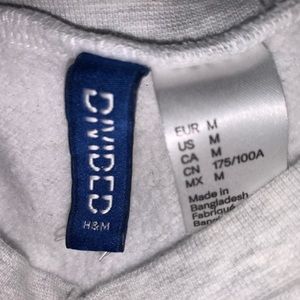 DIVIDED
H&M
EUR M
US M
CA M
CN 175/100A
MX M
Made in
Bangladesh
Fabriqué